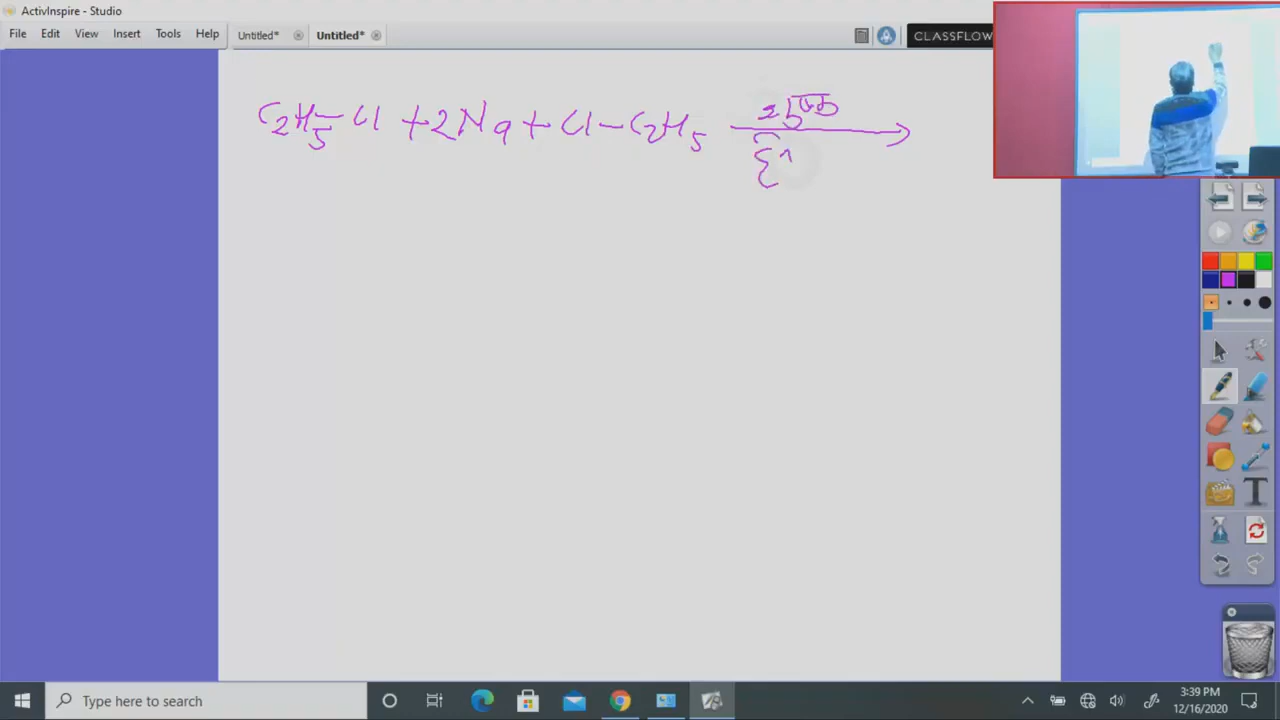 ActivInspire - Studio
File Edit View Insert Tools Help Untitled* Untitled* CLASSFLOW
C₂H₅-Cl + 2Na + Cl-C₂H₅
Type here to search
3:39 PM
12/16/2020